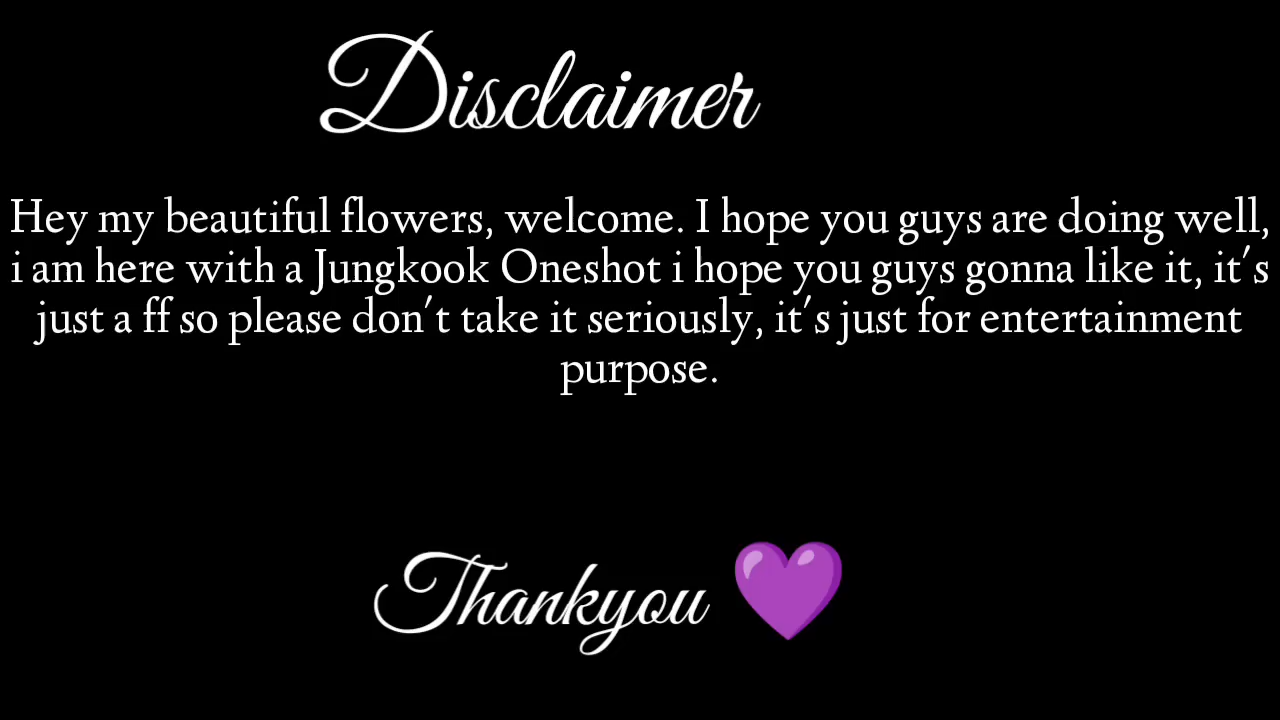 Disclaimer
Hey my beautiful flowers, welcome. I hope you guys are doing well,
i am here with a Jungkook Oneshot i hope you guys gonna like it, it's
just a ff so please don't take it seriously, it's just for entertainment
purpose.
Thankyou 💜